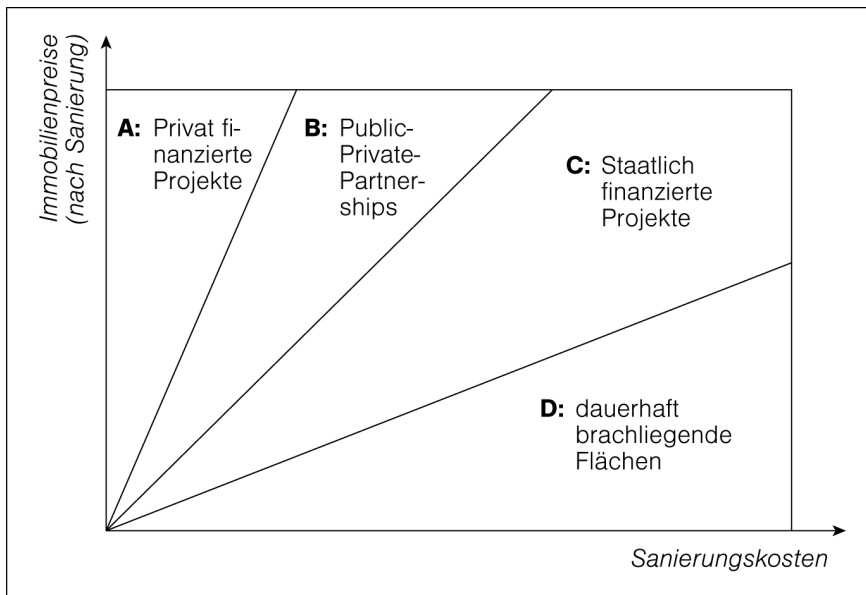 Immobilienpreise
(nach Sanierung)
A: Privat fi-
nanzierte
Projekte
B: Public-
Private-
Partner-
ships
C: Staatlich
finanzierte
Projekte
D: dauerhaft
brachliegende
Flächen
Sanierungskosten